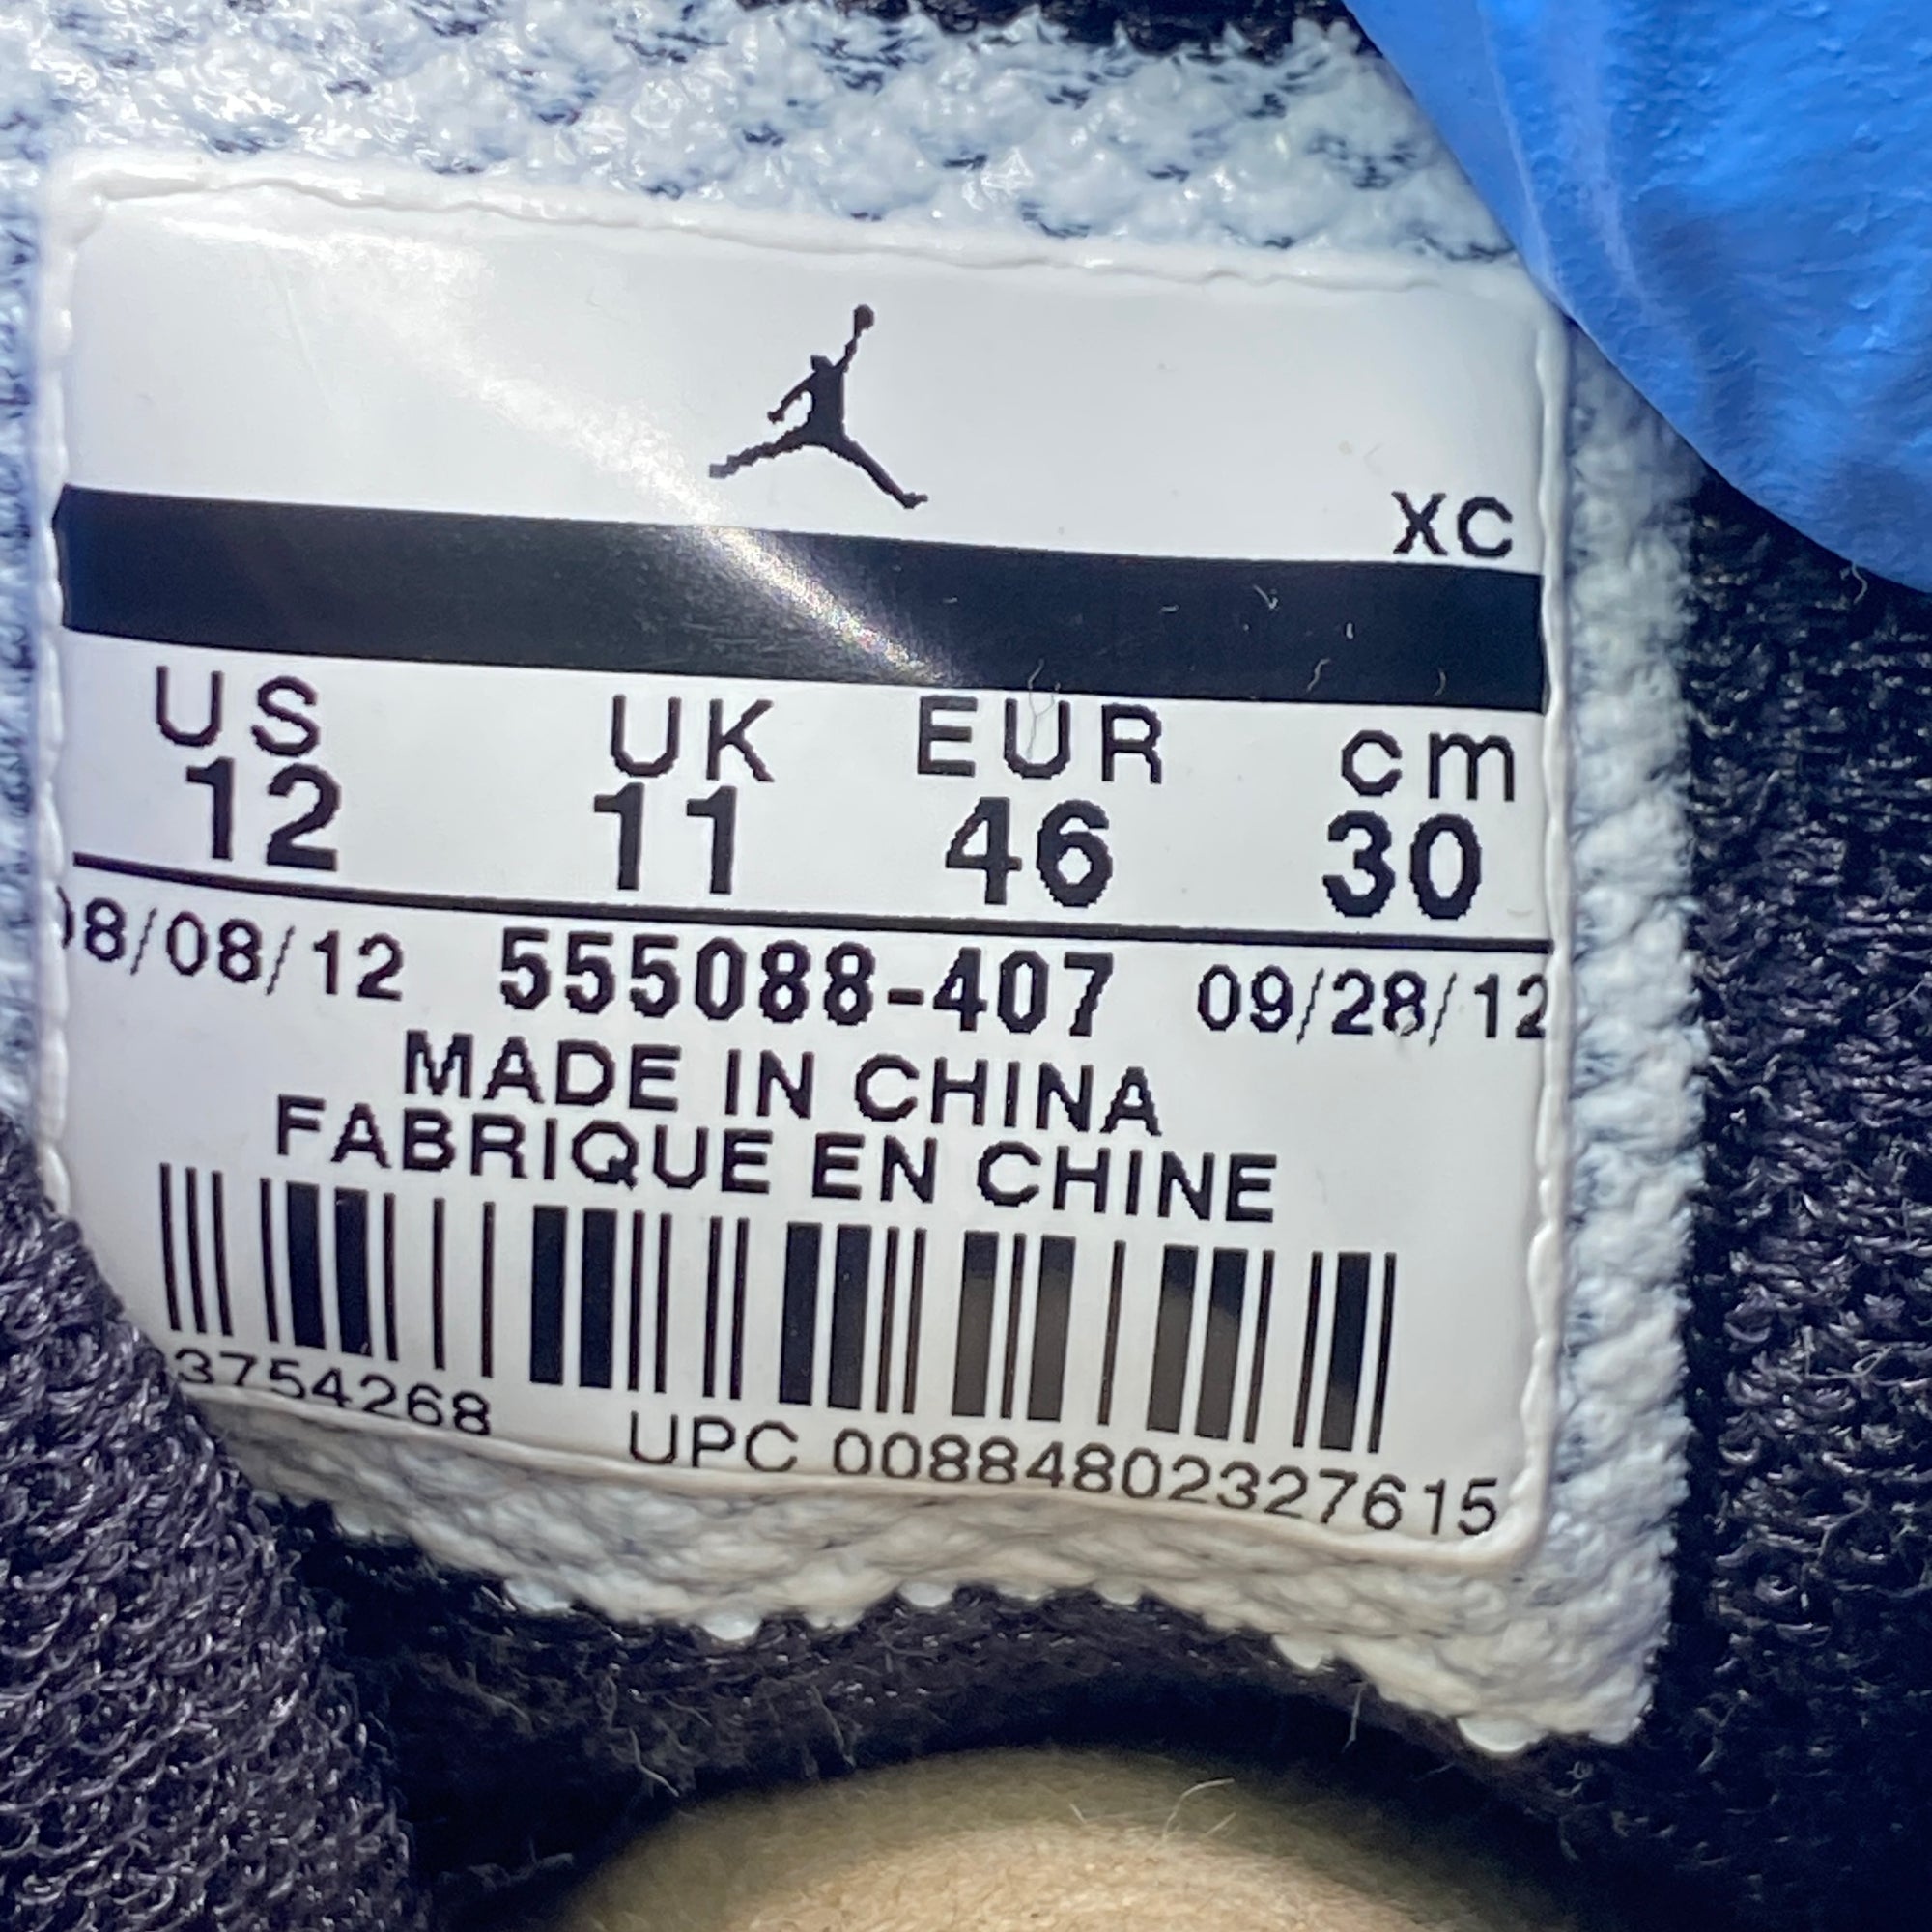 XC
US UK EUR cm
12 11 46 30
08/08/12 555088-407 09/28/12
MADE IN CHINA
FABRIQUE EN CHINE
3754268 UPC 00884802327615